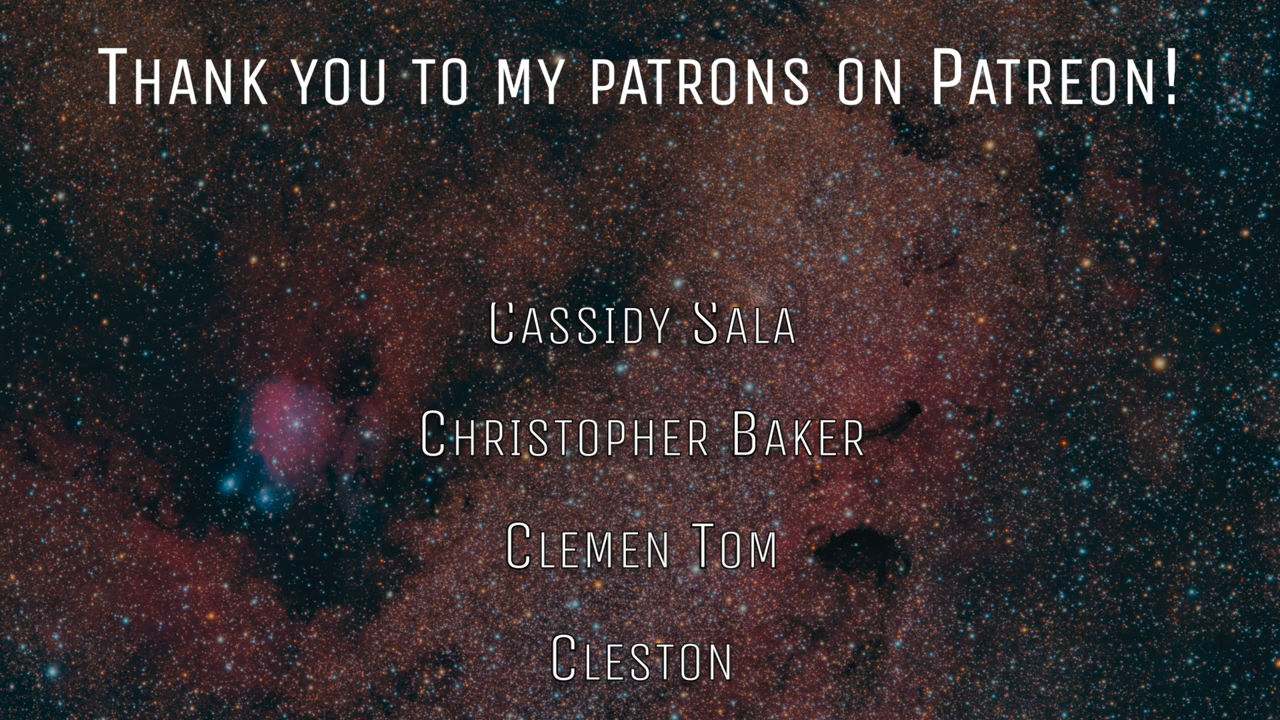 Thank you to my patrons on Patreon!
Cassidy Sala
Christopher Baker
Clemen Tom
Cleston